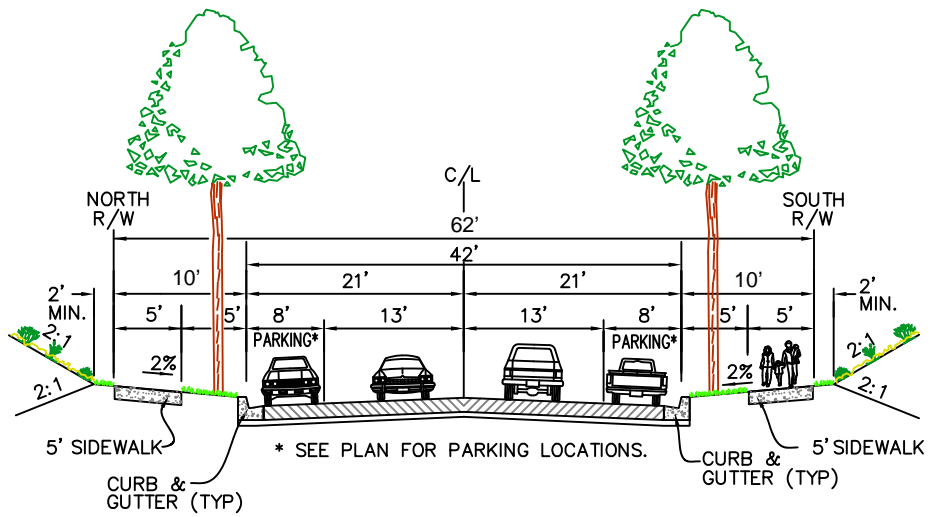 C/L
NORTH
R/W
SOUTH
R/W
62'
42'
10'
21'
21'
10'
2'
MIN.
2'
MIN.
5'
5'
8'
13'
13'
8'
5'
5'
PARKING*
PARKING*
2:1
2:1
2%
2%
2:1
2:1
5' SIDEWALK
* SEE PLAN FOR PARKING LOCATIONS.
5' SIDEWALK
CURB &
GUTTER (TYP)
CURB &
GUTTER (TYP)